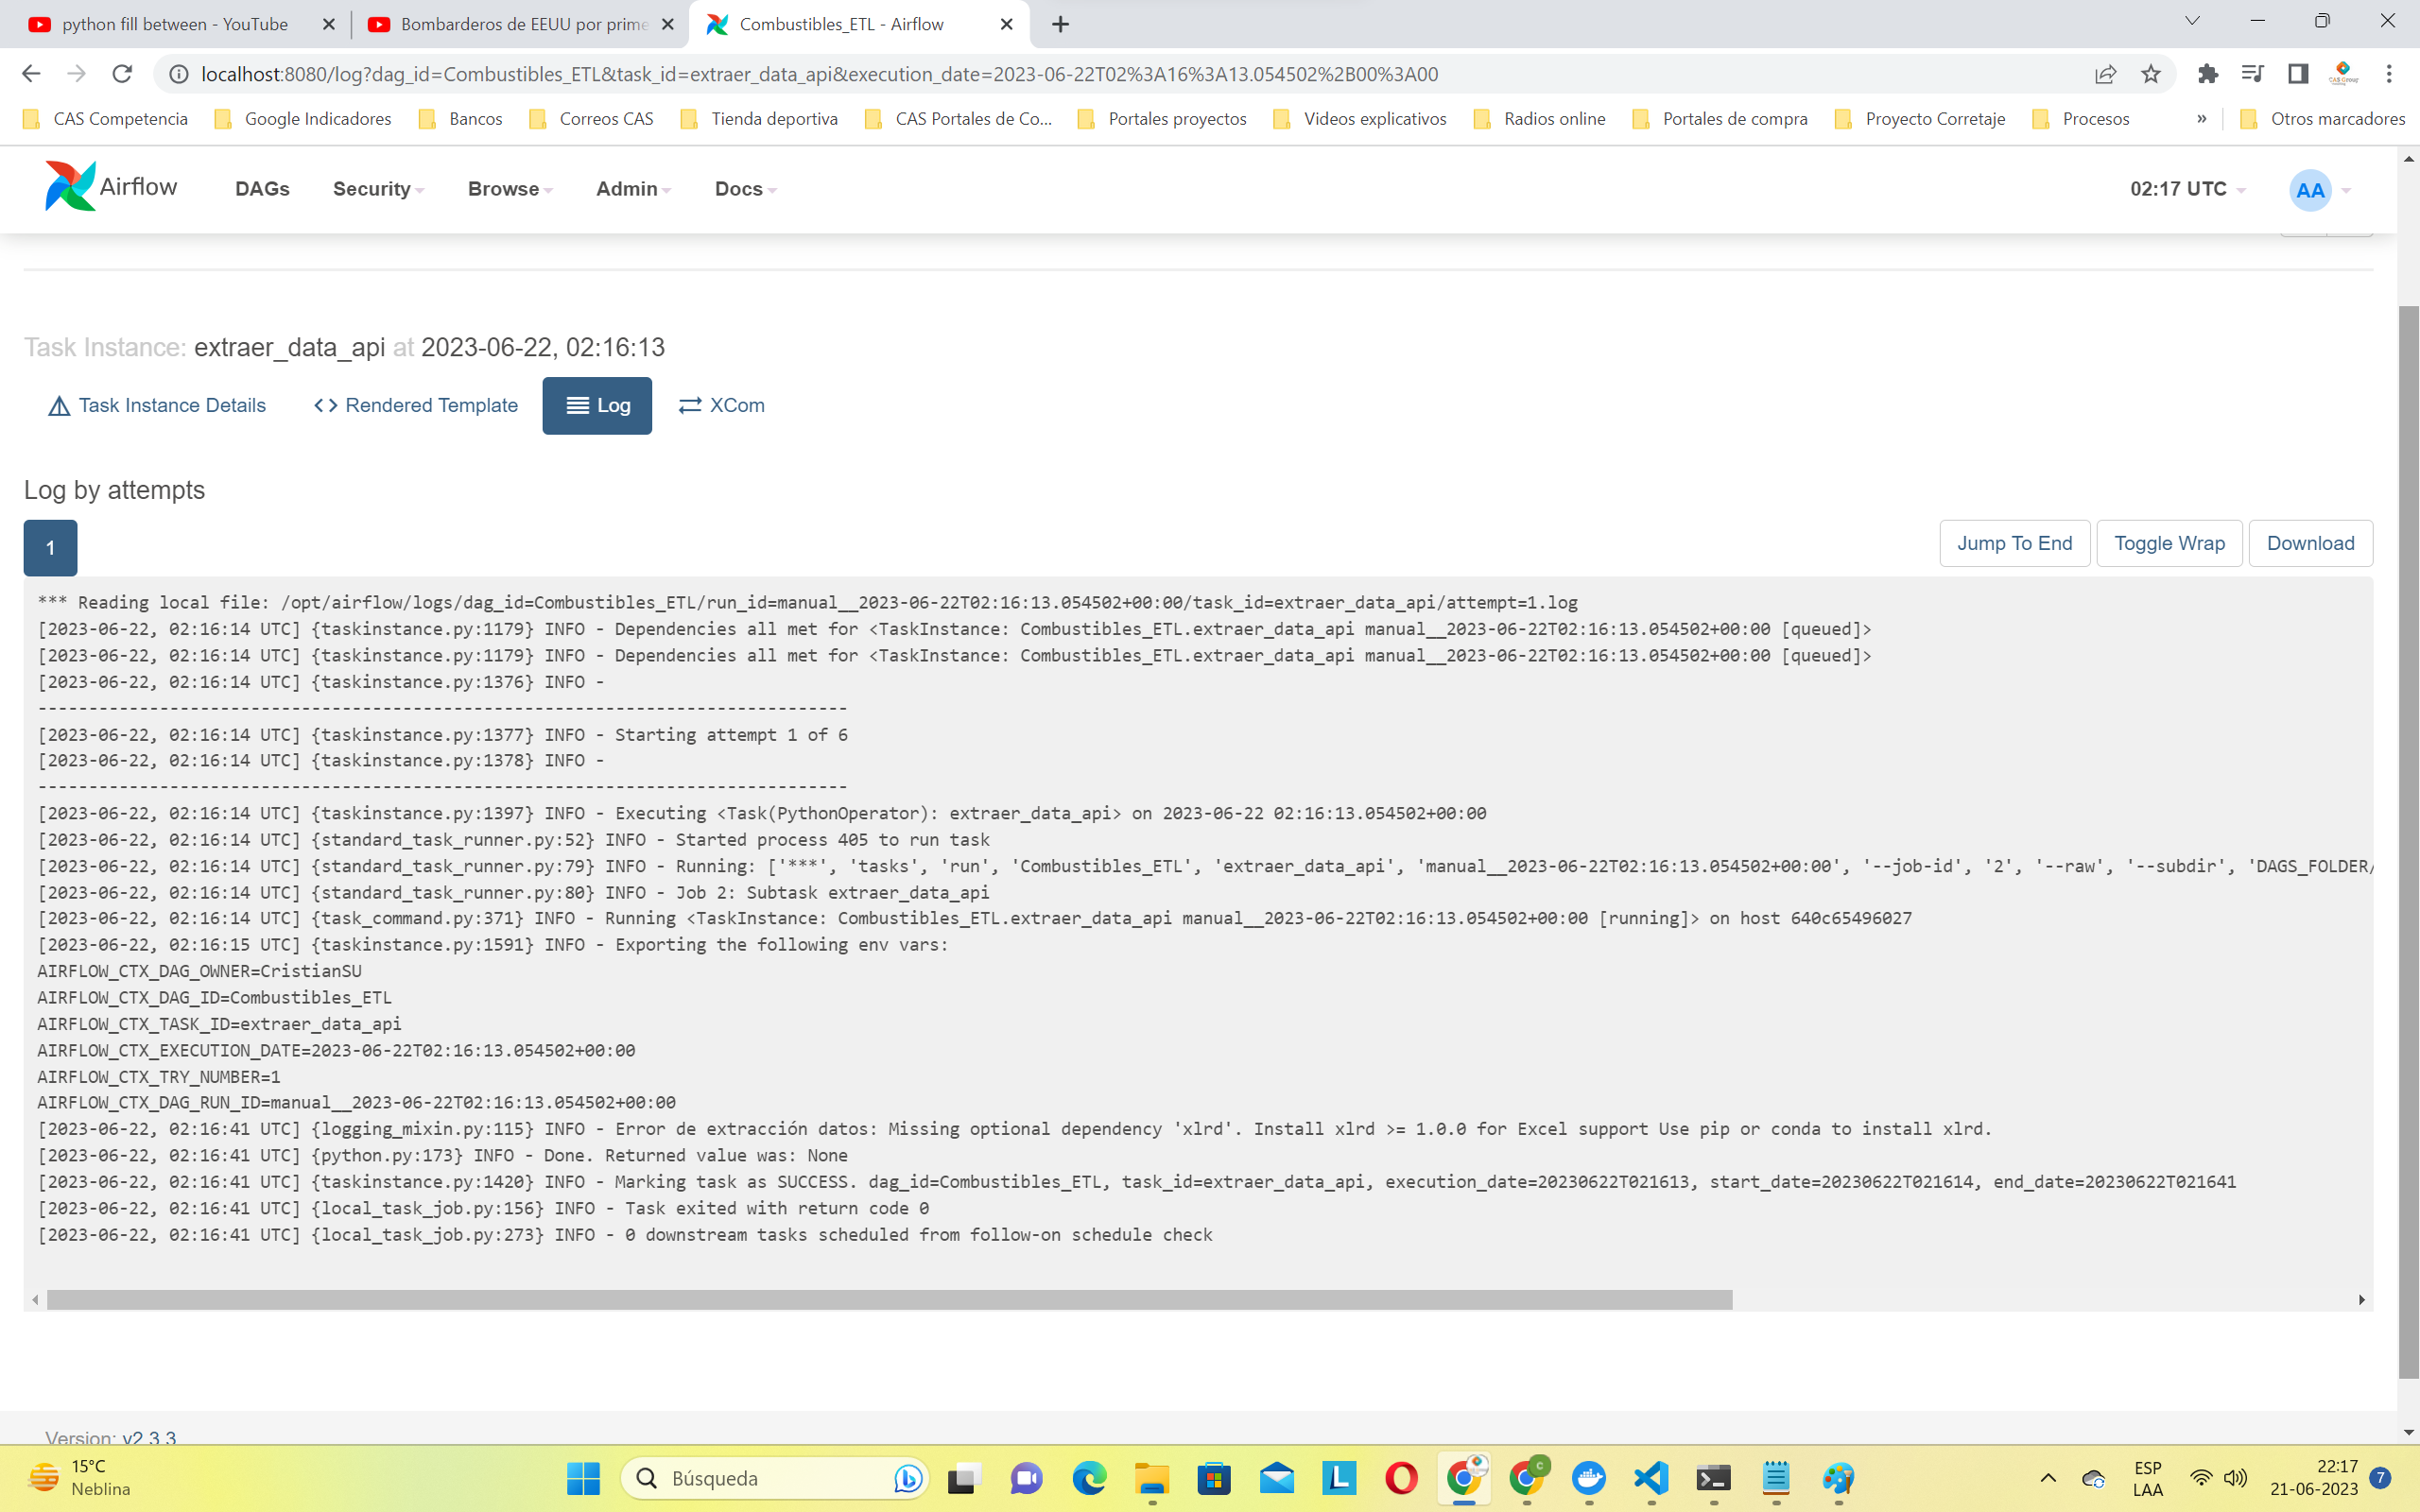 python fill between - YouTube
Bombarderos de EEUU por prime
Combustibles_ETL - Airflow
localhost:8080/log?dag_id=Combustibles_ETL&task_id=extraer_data_api&execution_date=2023-06-22T02%3A16%3A13.054502%2B00%3A00
CAS Competencia
Google Indicadores
Bancos
Correos CAS
Tienda deportiva
CAS Portales de Co...
Portales proyectos
Videos explicativos
Radios online
Portales de compra
Proyecto Corretaje
Procesos
»
Otros marcadores
Airflow
DAGs
Security
Browse
Admin
Docs
02:17 UTC
AA
Task Instance: extraer_data_api at 2023-06-22, 02:16:13
Task Instance Details
<> Rendered Template
Log
XCom
Log by attempts
1
Jump To End
Toggle Wrap
Download
*** Reading local file: /opt/airflow/logs/dag_id=Combustibles_ETL/run_id=manual__2023-06-22T02:16:13.054502+00:00/task_id=extraer_data_api/attempt=1.log
[2023-06-22, 02:16:14 UTC] {taskinstance.py:1179} INFO - Dependencies all met for <TaskInstance: Combustibles_ETL.extraer_data_api manual__2023-06-22T02:16:13.054502+00:00 [queued]>
[2023-06-22, 02:16:14 UTC] {taskinstance.py:1179} INFO - Dependencies all met for <TaskInstance: Combustibles_ETL.extraer_data_api manual__2023-06-22T02:16:13.054502+00:00 [queued]>
[2023-06-22, 02:16:14 UTC] {taskinstance.py:1376} INFO -
--------------------------------------------------------------------------------
[2023-06-22, 02:16:14 UTC] {taskinstance.py:1377} INFO - Starting attempt 1 of 6
[2023-06-22, 02:16:14 UTC] {taskinstance.py:1378} INFO -
--------------------------------------------------------------------------------
[2023-06-22, 02:16:14 UTC] {taskinstance.py:1397} INFO - Executing <Task(PythonOperator): extraer_data_api> on 2023-06-22 02:16:13.054502+00:00
[2023-06-22, 02:16:14 UTC] {standard_task_runner.py:52} INFO - Started process 405 to run task
[2023-06-22, 02:16:14 UTC] {standard_task_runner.py:79} INFO - Running: ['***', 'tasks', 'run', 'Combustibles_ETL', 'extraer_data_api', 'manual__2023-06-22T02:16:13.054502+00:00', '--job-id', '2', '--raw', '--subdir', 'DAGS_FOLDER/
[2023-06-22, 02:16:14 UTC] {standard_task_runner.py:80} INFO - Job 2: Subtask extraer_data_api
[2023-06-22, 02:16:14 UTC] {task_command.py:371} INFO - Running <TaskInstance: Combustibles_ETL.extraer_data_api manual__2023-06-22T02:16:13.054502+00:00 [running]> on host 640c65496027
[2023-06-22, 02:16:15 UTC] {taskinstance.py:1591} INFO - Exporting the following env vars:
AIRFLOW_CTX_DAG_OWNER=CristianSU
AIRFLOW_CTX_DAG_ID=Combustibles_ETL
AIRFLOW_CTX_TASK_ID=extraer_data_api
AIRFLOW_CTX_EXECUTION_DATE=2023-06-22T02:16:13.054502+00:00
AIRFLOW_CTX_TRY_NUMBER=1
AIRFLOW_CTX_DAG_RUN_ID=manual__2023-06-22T02:16:13.054502+00:00
[2023-06-22, 02:16:41 UTC] {logging_mixin.py:115} INFO - Error de extracción datos: Missing optional dependency 'xlrd'. Install xlrd >= 1.0.0 for Excel support Use pip or conda to install xlrd.
[2023-06-22, 02:16:41 UTC] {python.py:173} INFO - Done. Returned value was: None
[2023-06-22, 02:16:41 UTC] {taskinstance.py:1420} INFO - Marking task as SUCCESS. dag_id=Combustibles_ETL, task_id=extraer_data_api, execution_date=20230622T021613, start_date=20230622T021614, end_date=20230622T021641
[2023-06-22, 02:16:41 UTC] {local_task_job.py:156} INFO - Task exited with return code 0
[2023-06-22, 02:16:41 UTC] {local_task_job.py:273} INFO - 0 downstream tasks scheduled from follow-on schedule check
Version: v2.3.3
15°C
Neblina
Búsqueda
L
C
ESP
LAA
22:17
21-06-2023
7